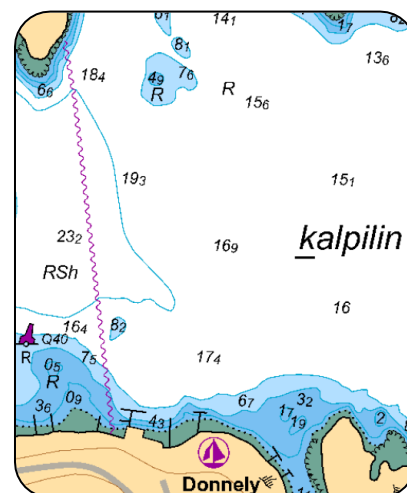 6₁ 14₁ 17 6₂
8₁
13₆
18₄ 4₉ 7₆
6₆ R R 15₆
19₃ 15₁
23₂ 16₉ kalpilin
RSh
16 
16₄ 8₂
Q40
R 7₅ 17₄
0₅
R
3₆ 0₉ 4₃ 6₇ 3₂
17 19 2
Donnely